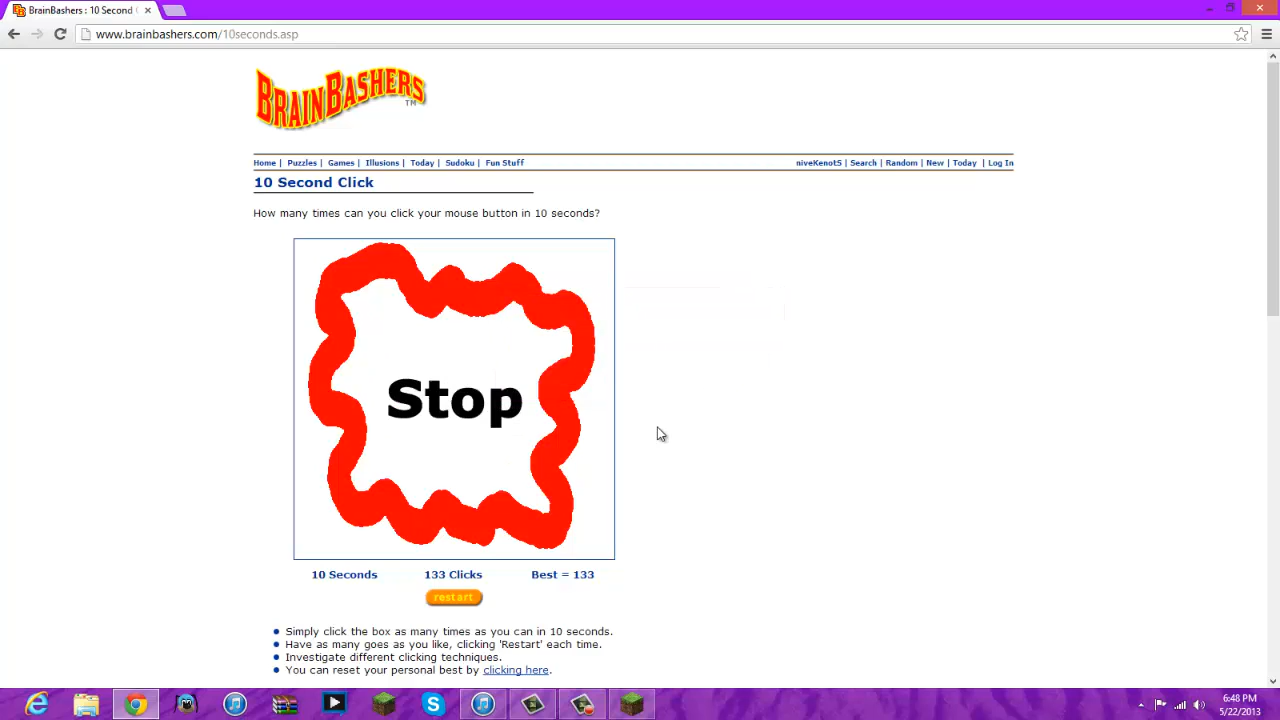 BrainBashers : 10 Second
www.brainbashers.com/10seconds.asp
BRAINBASHERS TM
Home | Puzzles | Games | Illusions | Today | Sudoku | Fun Stuff
niveKenotS | Search | Random | New | Today | Log In
10 Second Click
How many times can you click your mouse button in 10 seconds?
Stop
10 Seconds 133 Clicks Best = 133
restart
Simply click the box as many times as you can in 10 seconds.
Have as many goes as you like, clicking 'Restart' each time.
Investigate different clicking techniques.
You can reset your personal best by clicking here.
6:48 PM
5/22/2013